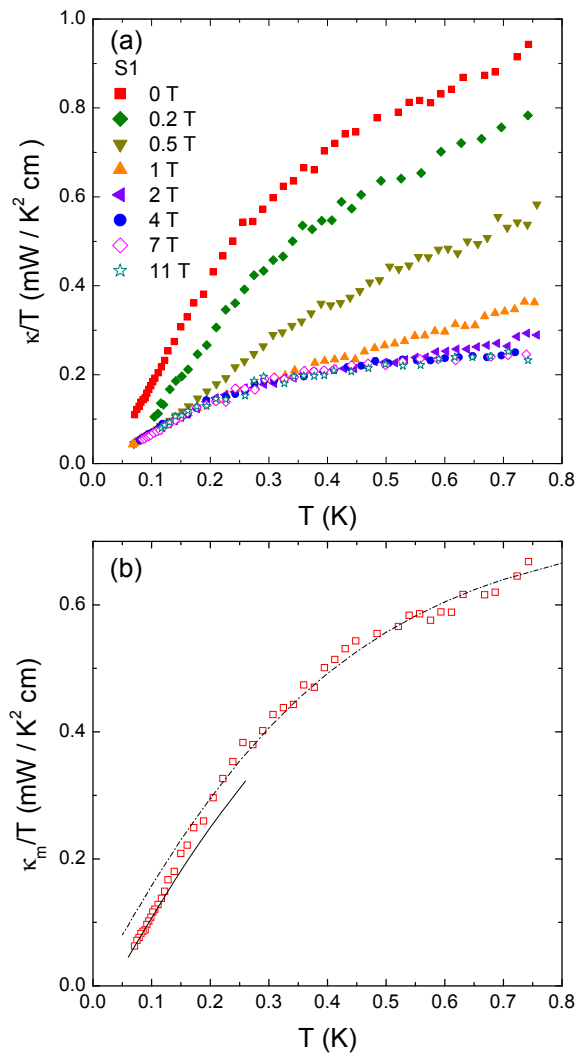 (a)
S1
0 T
0.2 T
0.5 T
1 T
2 T
4 T
7 T
11 T
1.0
0.8
0.6
0.4
0.2
0.0
κ/T (mW / K² cm)
0.0 0.1 0.2 0.3 0.4 0.5 0.6 0.7 0.8
T (K)
(b)
0.6
0.4
0.2
0.0
κₘ/T (mW / K² cm)
0.0 0.1 0.2 0.3 0.4 0.5 0.6 0.7 0.8
T (K)